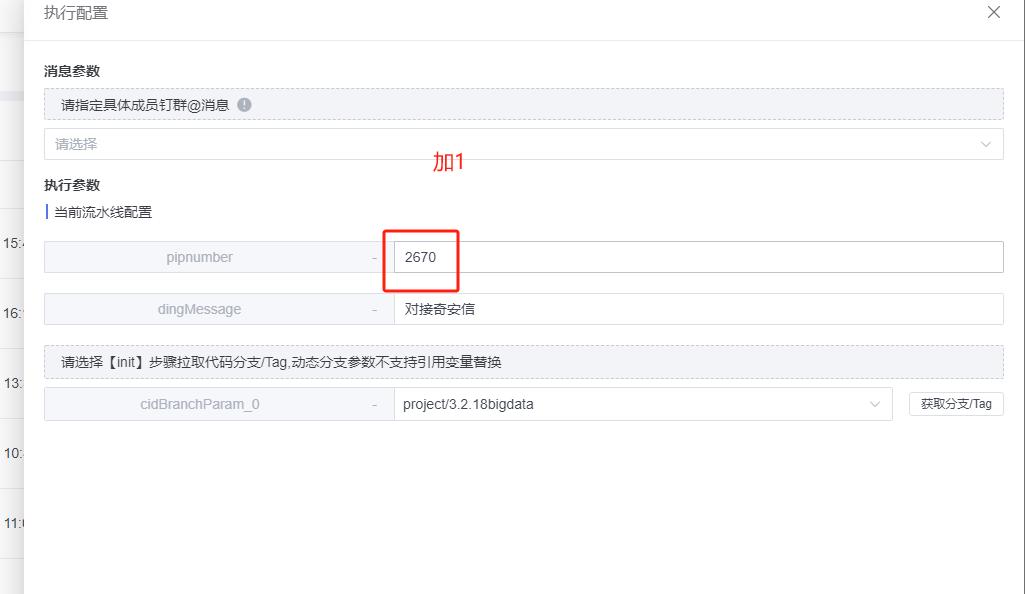 执行配置
消息参数
请指定具体成员钉群@消息
请选择
加1
执行参数
当前流水线配置
15:
pipnumber - 2670
dingMessage - 对接奇安信
16:
请选择【init】步骤拉取代码分支/Tag,动态分支参数不支持引用变量替换
13:
cidBranchParam_0 - project/3.2.18bigdata 获取分支/Tag
10:
11: